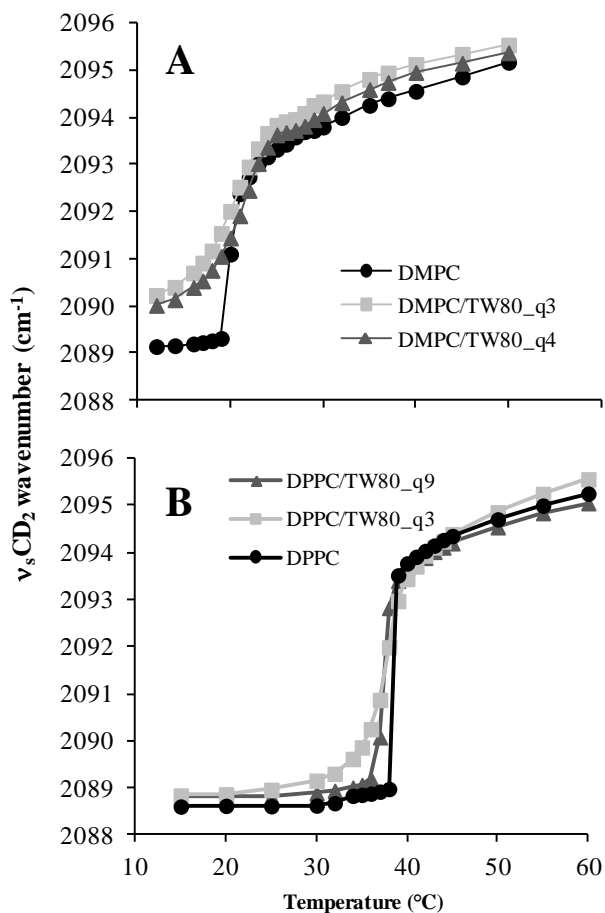 A
2096
2095
2094
2093
2092
2091
2090
2089
2088
DMPC
DMPC/TW80_q3
DMPC/TW80_q4
νsCD2 wavenumber (cm-1)
B
2096
2095
2094
2093
2092
2091
2090
2089
2088
DPPC/TW80_q9
DPPC/TW80_q3
DPPC
10 20 30 40 50 60
Temperature (°C)